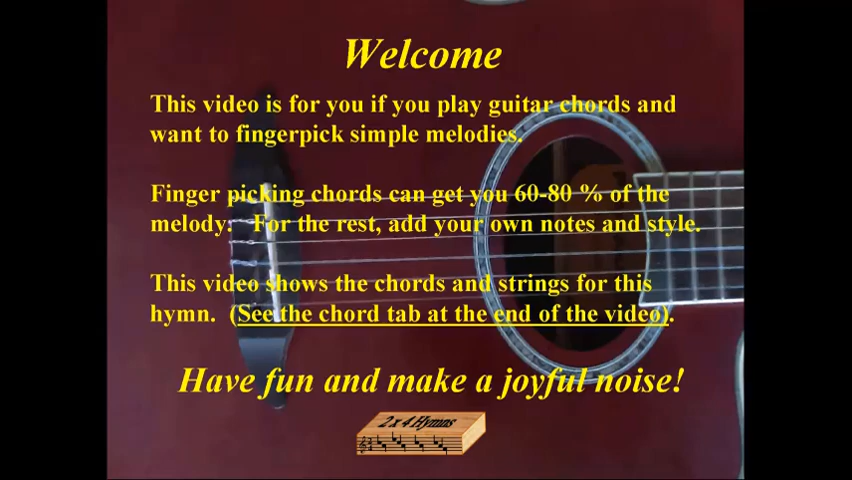 Welcome
This video is for you if you play guitar chords and
want to fingerpick simple melodies.
Finger picking chords can get you 60-80 % of the
melody. For the rest, add your own notes and style.
This video shows the chords and strings for this
hymn. (See the chord tab at the end of the video).
Have fun and make a joyful noise!
2 x 4 Hymns